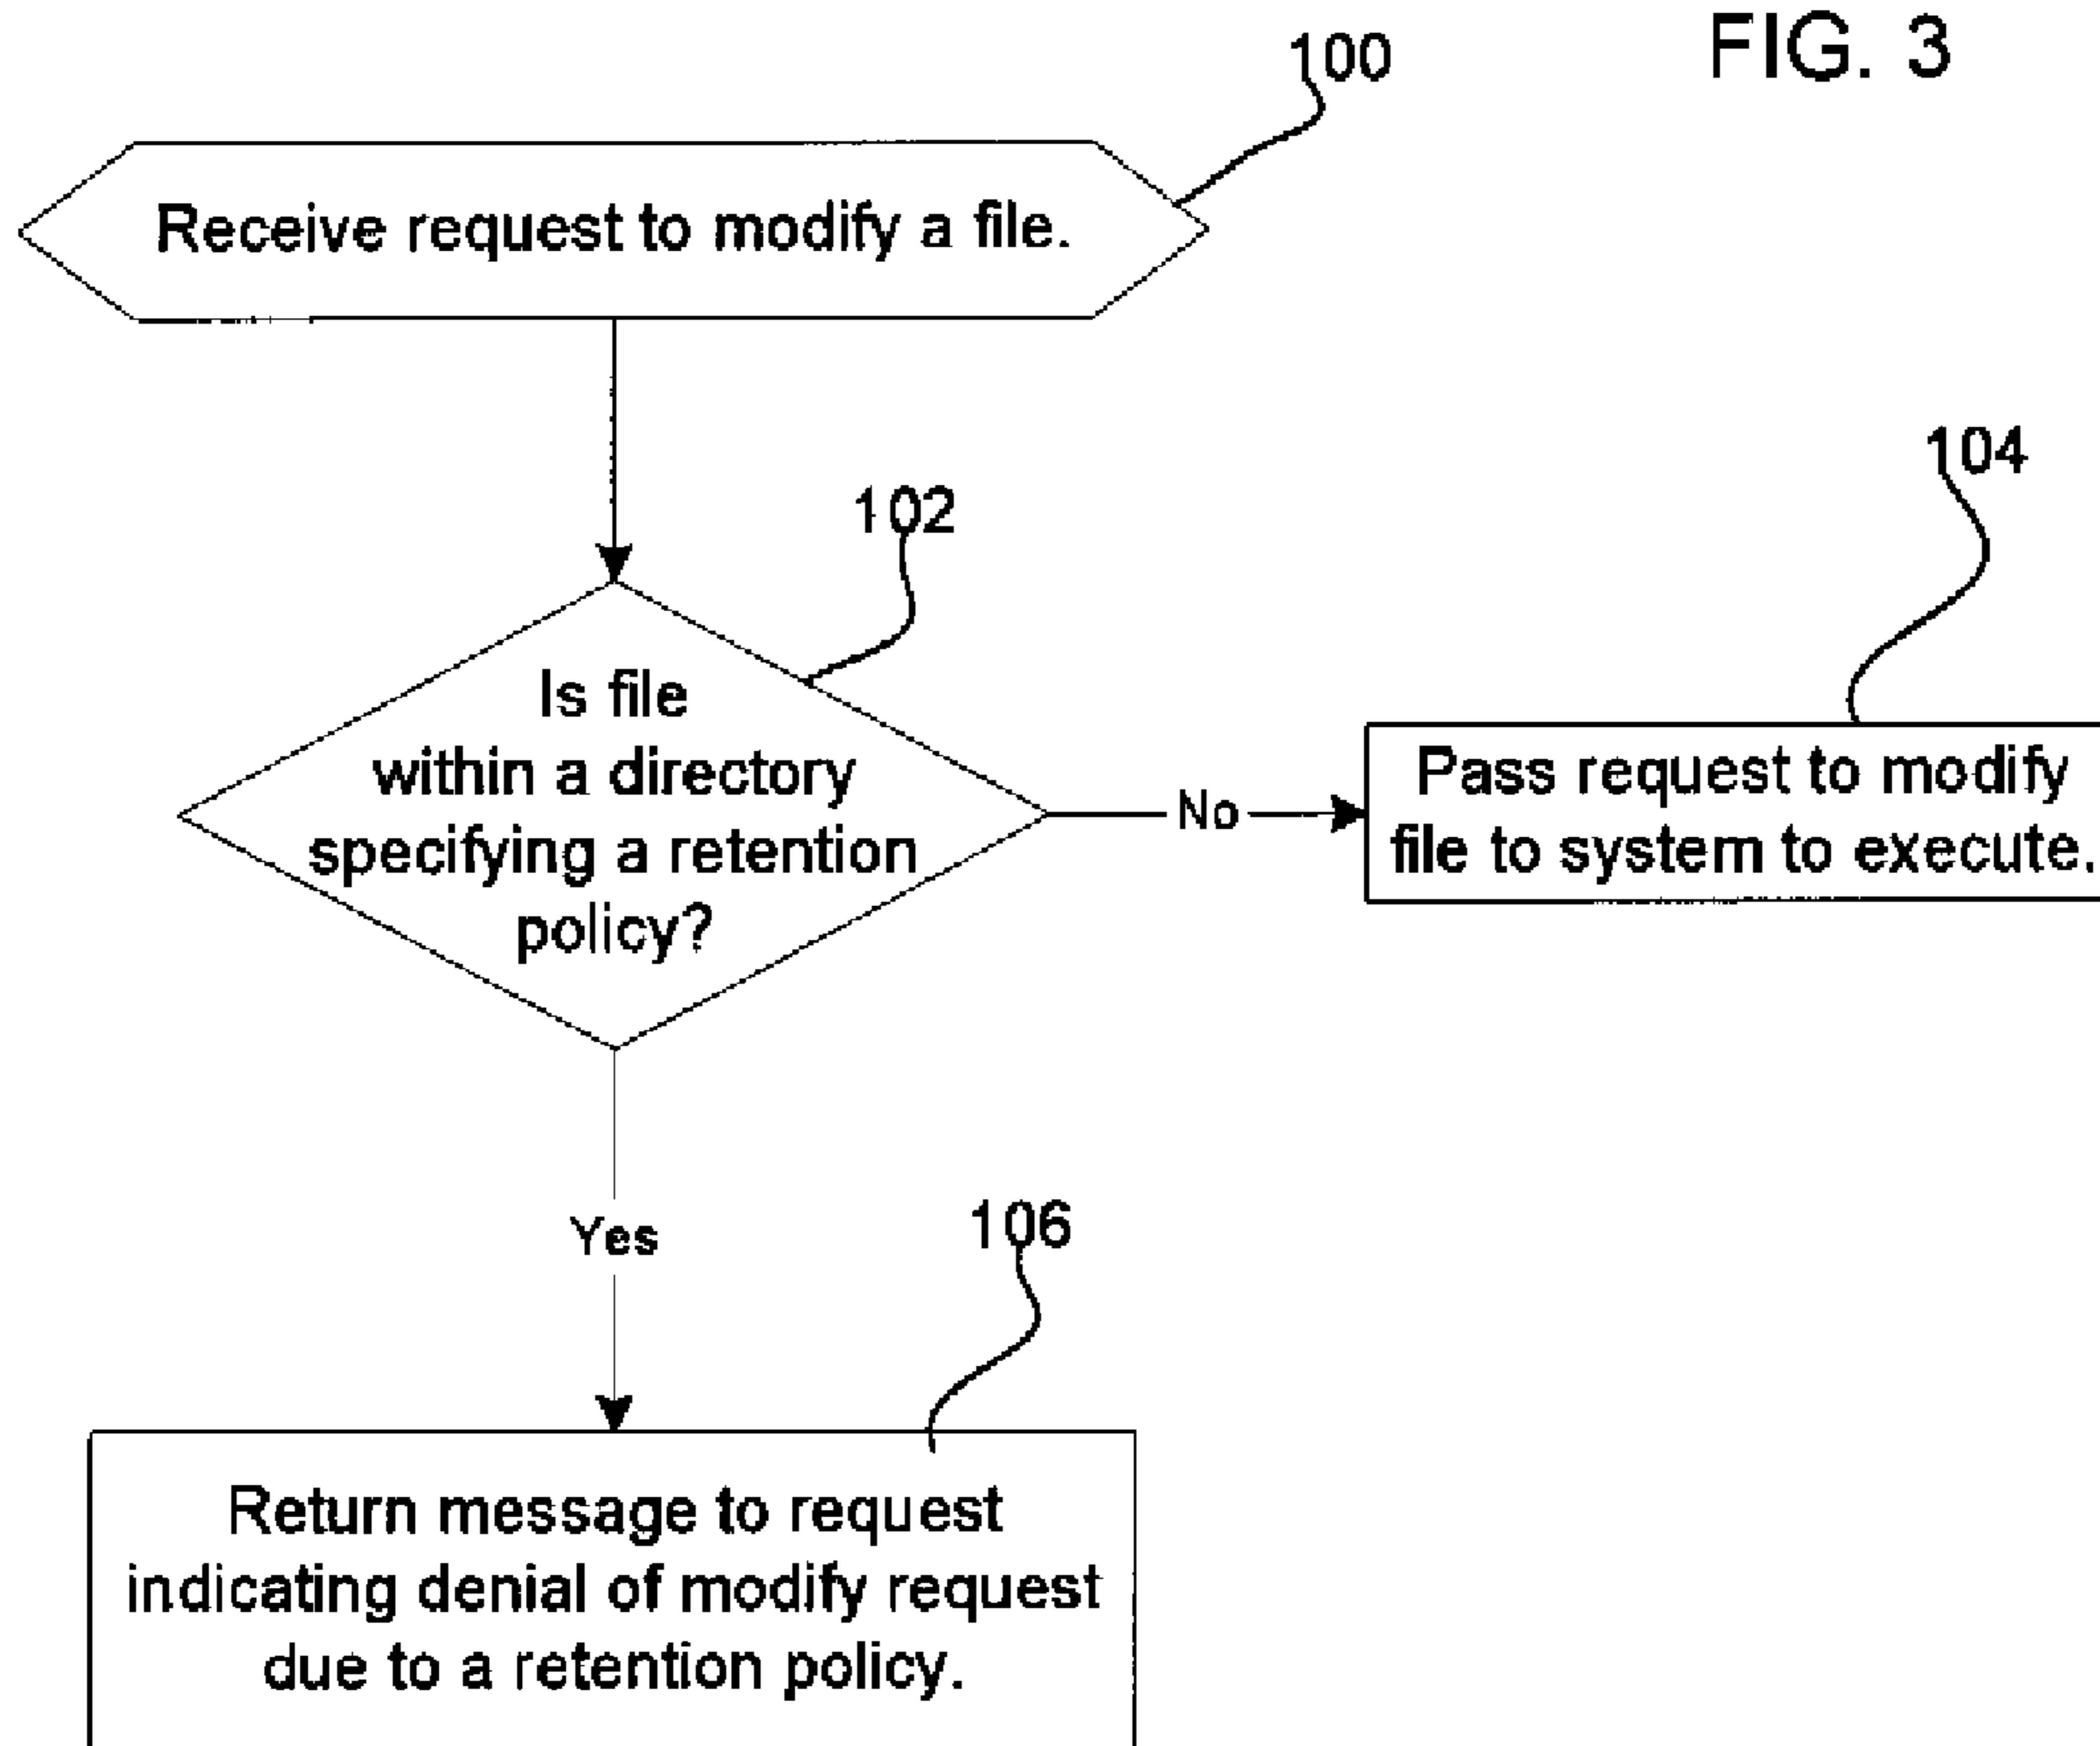 FIG. 3
100
Receive request to modify a file.
102
Is file
within a directory
specifying a retention
policy?
No
104
Pass request to modify
file to system to execute.
Yes
106
Return message to request
indicating denial of modify request
due to a retention policy.